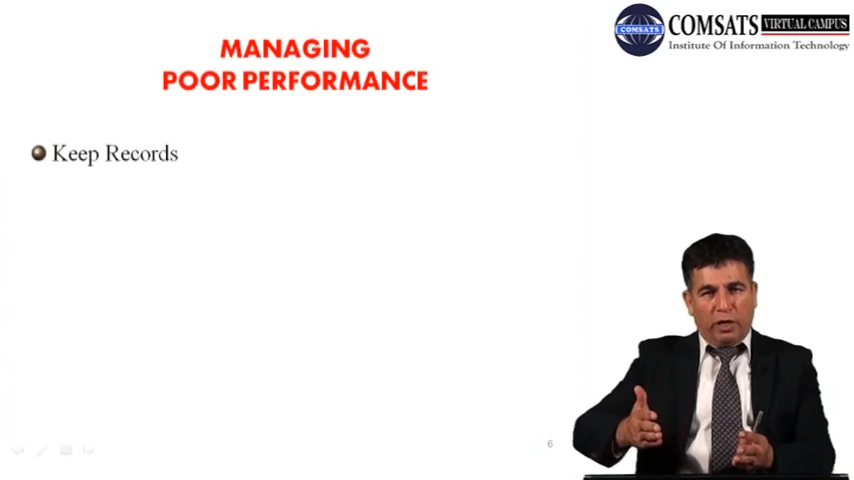 COMSATS VIRTUAL CAMPUS
Institute Of Information Technology
COMSATS
MANAGING
POOR PERFORMANCE
Keep Records
6